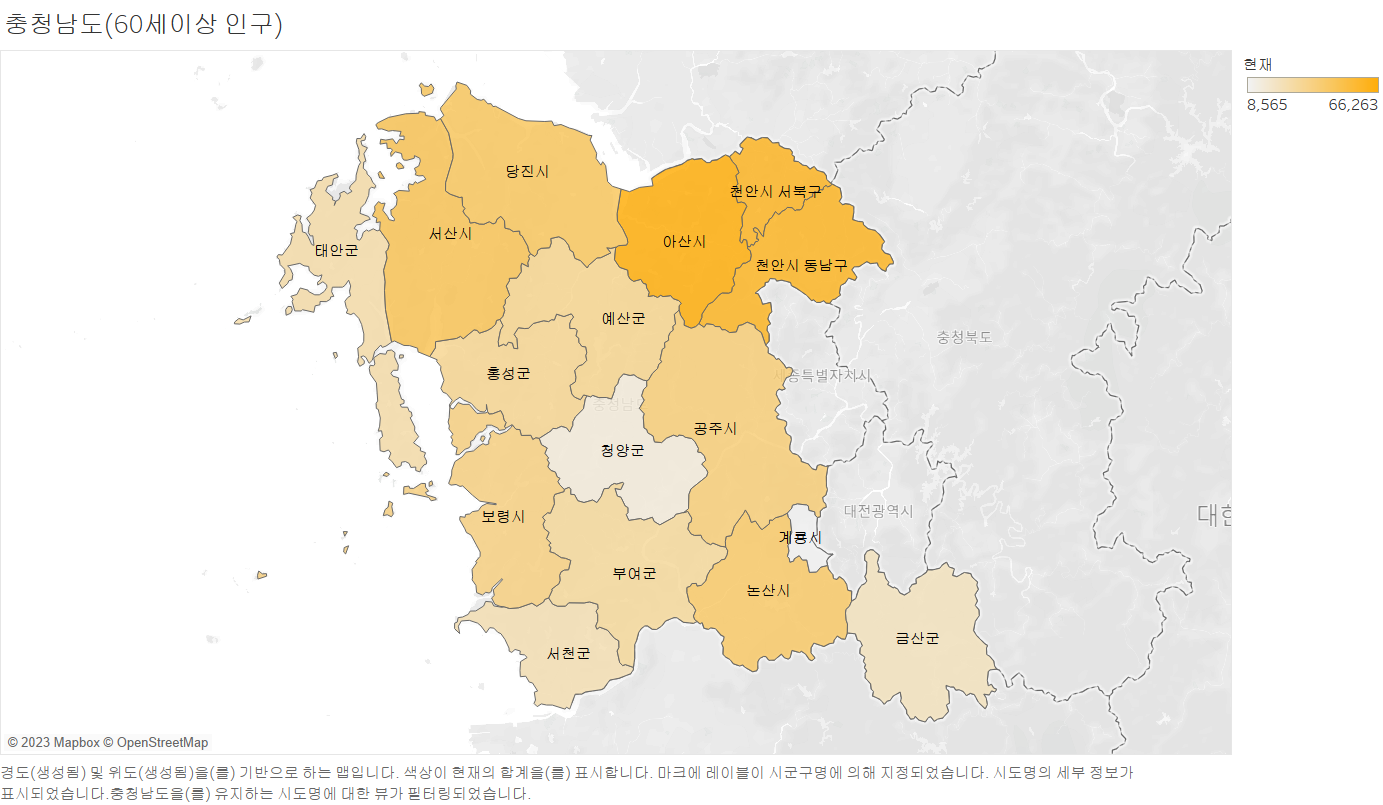 충청남도(60세이상 인구)
현재
8,565 66,263
당진시
천안시 서북구
서산시
아산시
태안군
천안시 동남구
예산군
충청북도
홍성군
세종특별자치시
공주시
청양군
대전광역시
보령시
계룡시
부여군
논산시
금산군
서천군
© 2023 Mapbox © OpenStreetMap
경도(생성됨) 및 위도(생성됨)을(를) 기반으로 하는 맵입니다. 색상이 현재의 합계을(를) 표시합니다. 마크에 레이블이 시군구명에 의해 지정되었습니다. 시도명의 세부 정보가
표시되었습니다.충청남도을(를) 유지하는 시도명에 대한 뷰가 필터링되었습니다.